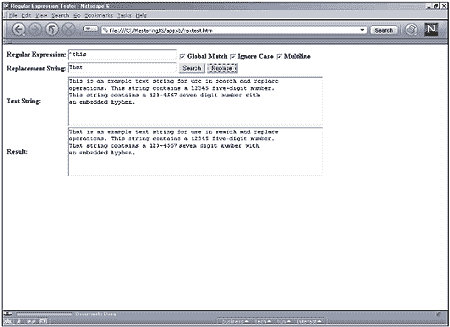 Regular Expression Tester - Netscape 6
File Edit View Search Go Bookmarks Tasks Help
Search
Regular Expression: ^this Global Match Ignore Case Multiline
Replacement String: That Search Replace
Text String: This is an example text string for use in search and replace
operations. This string contains a 12345 five-digit number.
This string contains a 123-4567 seven digit number with
an embedded hyphen.
Result: That is an example text string for use in search and replace
operations. This string contains a 12345 five-digit number.
That string contains a 123-4567 seven digit number with
an embedded hyphen.